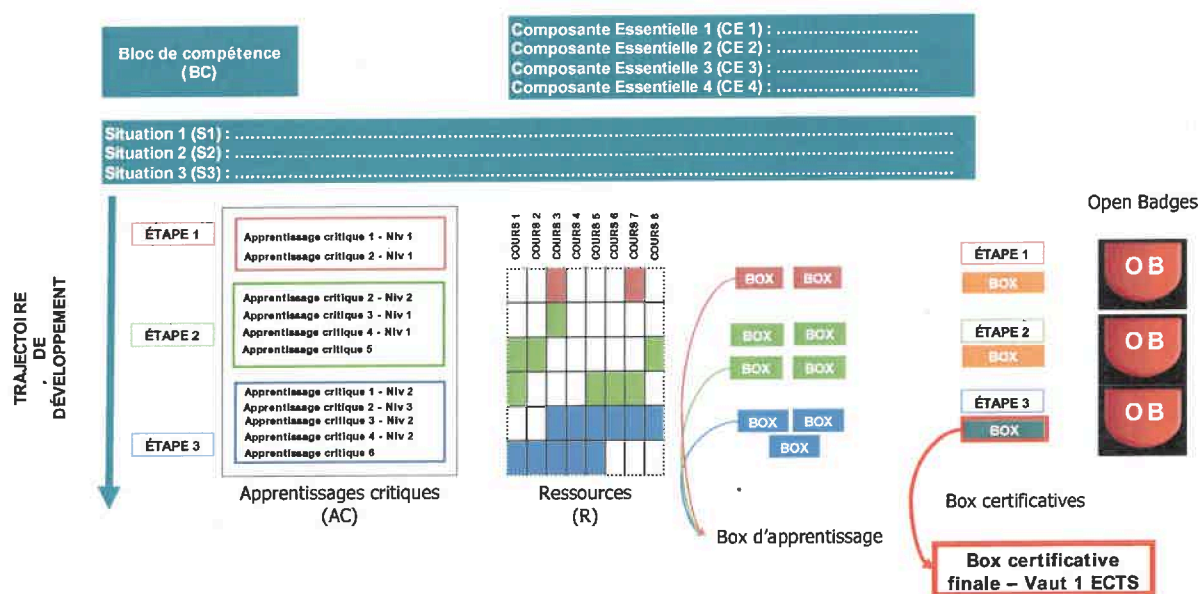 Bloc de compétence
(BC)
Composante Essentielle 1 (CE 1) : ............................
Composante Essentielle 2 (CE 2) : ............................
Composante Essentielle 3 (CE 3) : ............................
Composante Essentielle 4 (CE 4) : ............................
Situation 1 (S1) : ............................
Situation 2 (S2) : ............................
Situation 3 (S3) : ............................
TRAJECTOIRE
DE
DÉVELOPPEMENT
ÉTAPE 1
Apprentissage critique 1 - Niv 1
Apprentissage critique 2 - Niv 1
ÉTAPE 2
Apprentissage critique 2 - Niv 2
Apprentissage critique 3 - Niv 1
Apprentissage critique 4 - Niv 1
Apprentissage critique 5
ÉTAPE 3
Apprentissage critique 1 - Niv 2
Apprentissage critique 2 - Niv 3
Apprentissage critique 3 - Niv 2
Apprentissage critique 4 - Niv 2
Apprentissage critique 6
Apprentissages critiques
(AC)
COURS 1
COURS 2
COURS 3
COURS 4
COURS 5
COURS 6
COURS 7
COURS 8
Ressources
(R)
BOX BOX
BOX BOX
BOX BOX
BOX BOX
BOX
Box d'apprentissage
ÉTAPE 1
BOX
ÉTAPE 2
BOX
ÉTAPE 3
BOX
Box certificatives
Box certificative
finale – Vaut 1 ECTS
Open Badges
OB
OB
OB